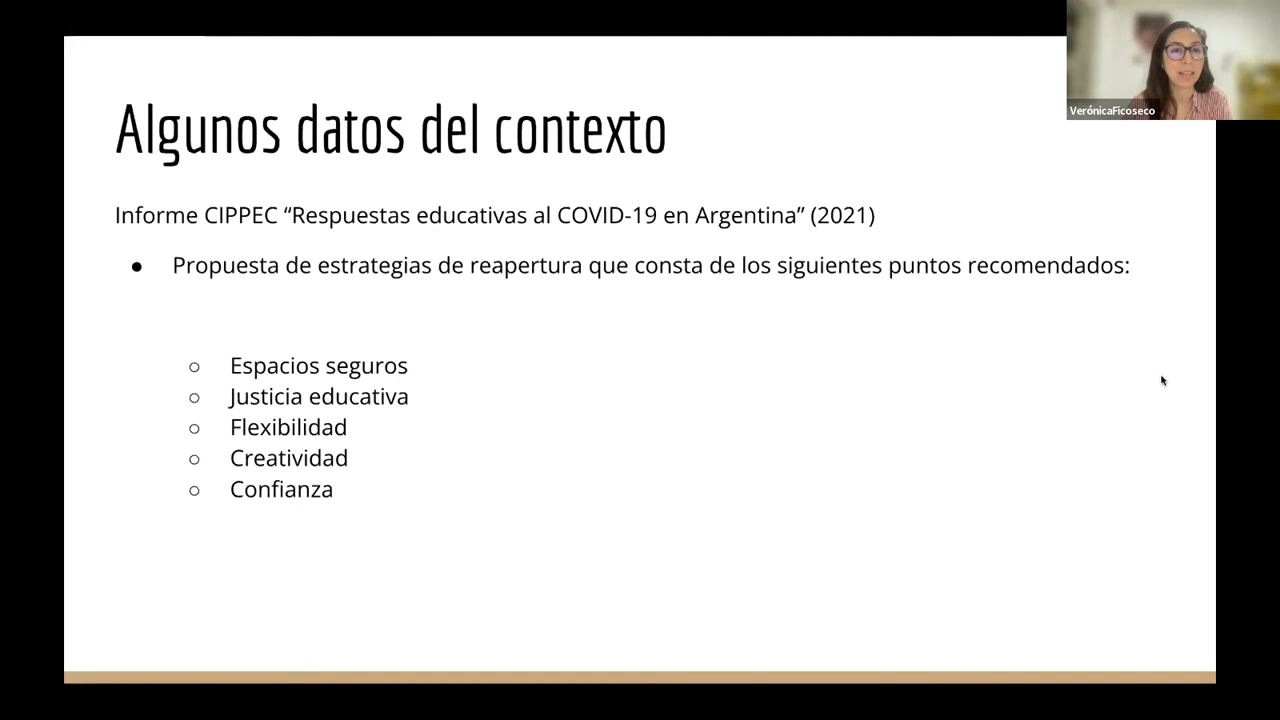 VerónicaFicoseco
Algunos datos del contexto
Informe CIPPEC “Respuestas educativas al COVID-19 en Argentina” (2021)
● Propuesta de estrategias de reapertura que consta de los siguientes puntos recomendados:
○ Espacios seguros
○ Justicia educativa
○ Flexibilidad
○ Creatividad
○ Confianza